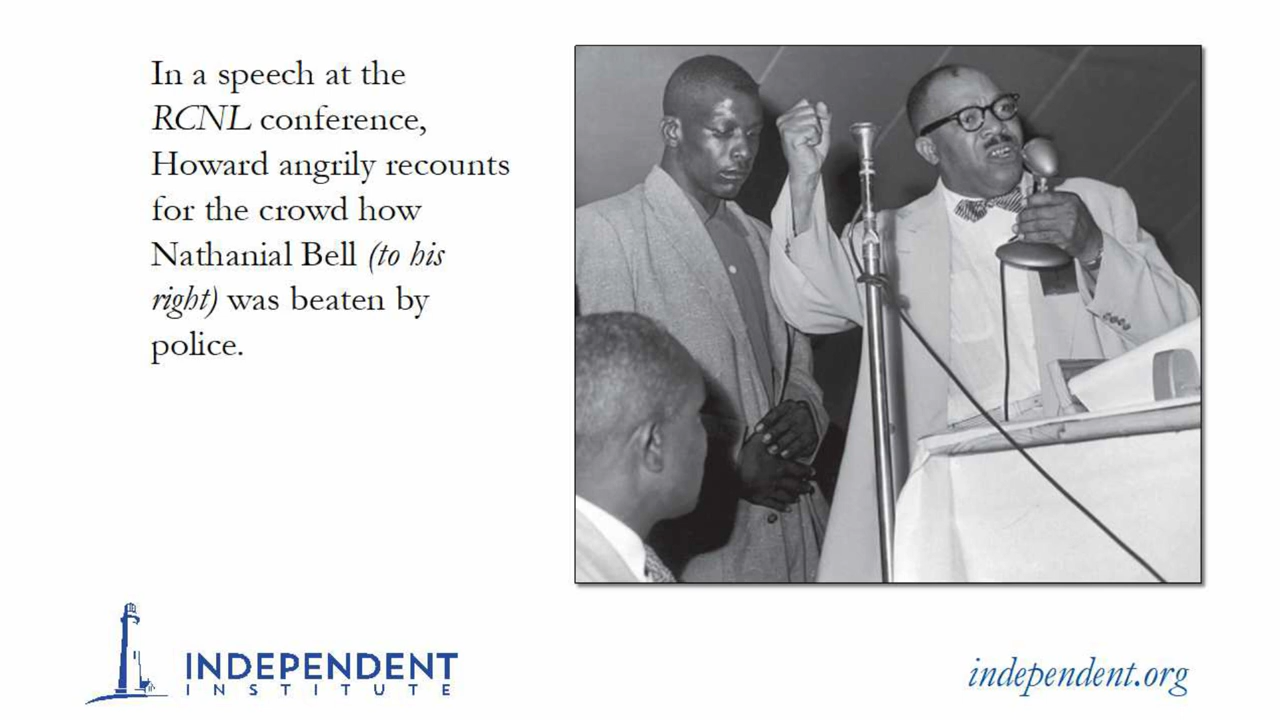 In a speech at the
RCNL conference,
Howard angrily recounts
for the crowd how
Nathanial Bell (to his
right) was beaten by
police.
INDEPENDENT
INSTITUTE
independent.org